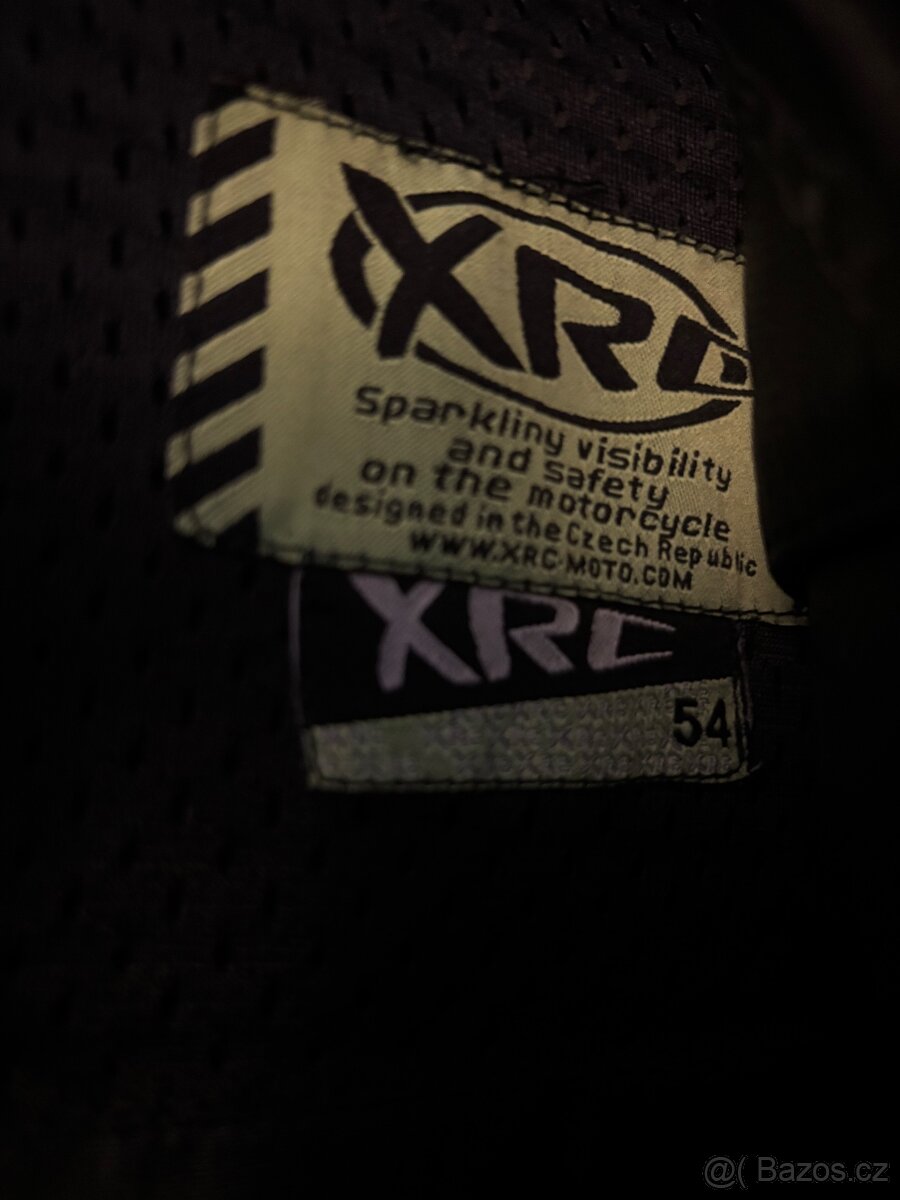 XRC
Sparkliny visibility
and safety
on the motorcycle
designed in the Czech Republic
WWW.XRC-MOTO.COM
XRC
54
@( Bazos.cz